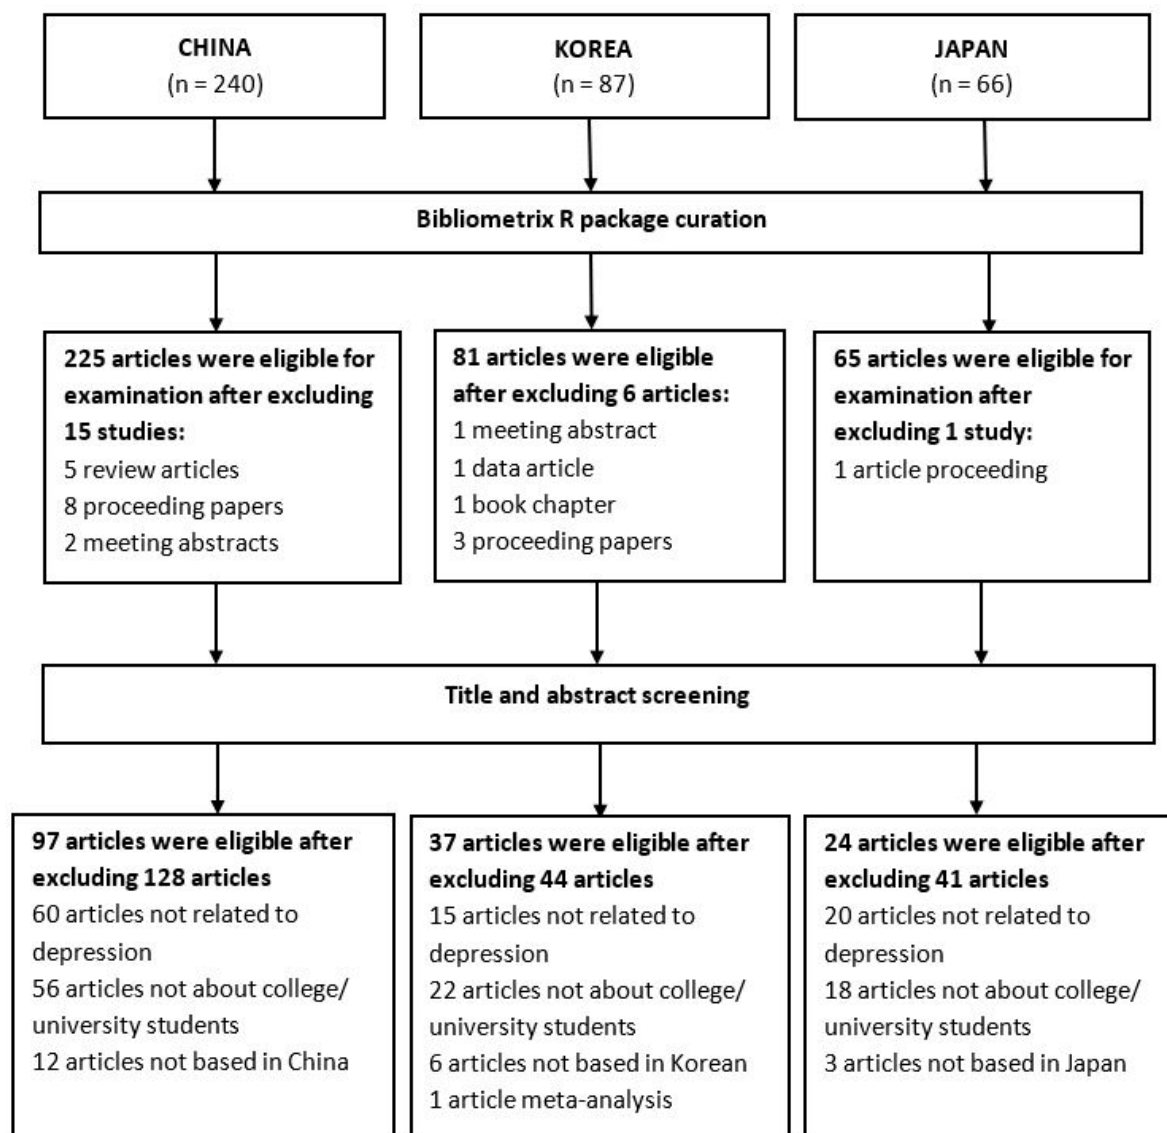 CHINA
(n = 240)
KOREA
(n = 87)
JAPAN
(n = 66)
Bibliometrix R package curation
225 articles were eligible for
examination after excluding
15 studies:
5 review articles
8 proceeding papers
2 meeting abstracts
81 articles were eligible
after excluding 6 articles:
1 meeting abstract
1 data article
1 book chapter
3 proceeding papers
65 articles were eligible for
examination after
excluding 1 study:
1 article proceeding
Title and abstract screening
97 articles were eligible after
excluding 128 articles
60 articles not related to
depression
56 articles not about college/
university students
12 articles not based in China
37 articles were eligible after
excluding 44 articles
15 articles not related to
depression
22 articles not about college/
university students
6 articles not based in Korean
1 article meta-analysis
24 articles were eligible after
excluding 41 articles
20 articles not related to
depression
18 articles not about college/
university students
3 articles not based in Japan